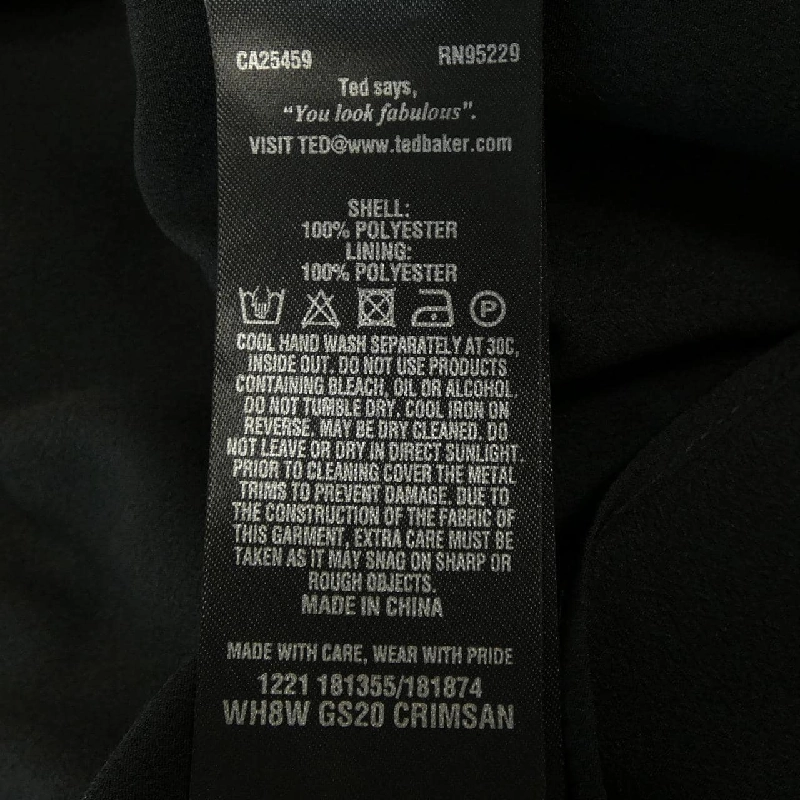 CA25459 RN95229
Ted says,
"You look fabulous".
VISIT TED@www.tedbaker.com
SHELL:
100% POLYESTER
LINING:
100% POLYESTER
P
COOL HAND WASH SEPARATELY AT 30C,
INSIDE OUT. DO NOT USE PRODUCTS
CONTAINING BLEACH, OIL OR ALCOHOL.
DO NOT TUMBLE DRY. COOL IRON ON
REVERSE. MAY BE DRY CLEANED. DO
NOT LEAVE OR DRY IN DIRECT SUNLIGHT.
PRIOR TO CLEANING COVER THE METAL
TRIMS TO PREVENT DAMAGE. DUE TO
THE CONSTRUCTION OF THE FABRIC OF
THIS GARMENT, EXTRA CARE MUST BE
TAKEN AS IT MAY SNAG ON SHARP OR
ROUGH OBJECTS.
MADE IN CHINA
MADE WITH CARE, WEAR WITH PRIDE
1221 181355/181874
WH8W GS20 CRIMSAN